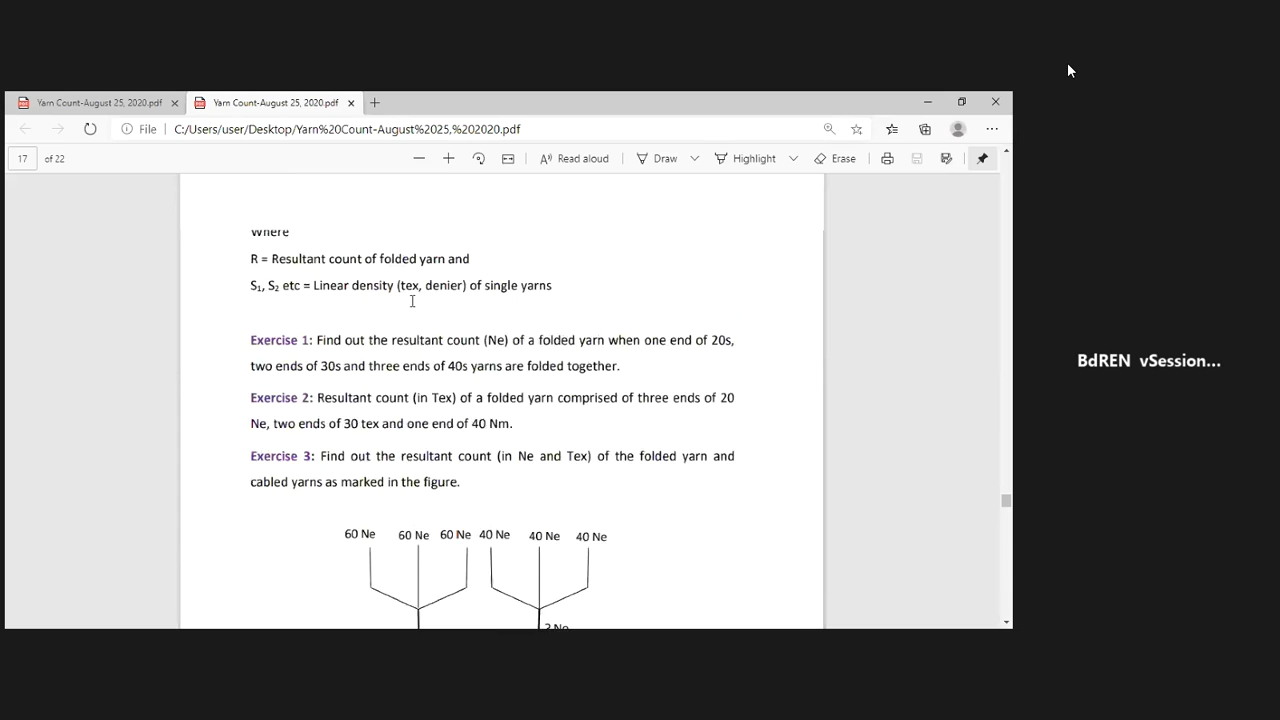 Yarn Count-August 25, 2020.pdf
Yarn Count-August 25, 2020.pdf
File
C:/Users/user/Desktop/Yarn%20Count-August%2025,%202020.pdf
17 of 22
Read aloud
Draw
Highlight
Erase
Where
R = Resultant count of folded yarn and
S₁, S₂ etc = Linear density (tex, denier) of single yarns
Exercise 1: Find out the resultant count (Ne) of a folded yarn when one end of 20s,
two ends of 30s and three ends of 40s yarns are folded together.
Exercise 2: Resultant count (in Tex) of a folded yarn comprised of three ends of 20
Ne, two ends of 30 tex and one end of 40 Nm.
Exercise 3: Find out the resultant count (in Ne and Tex) of the folded yarn and
cabled yarns as marked in the figure.
60 Ne 60 Ne 60 Ne 40 Ne 40 Ne 40 Ne
? Ne
BdREN vSession...